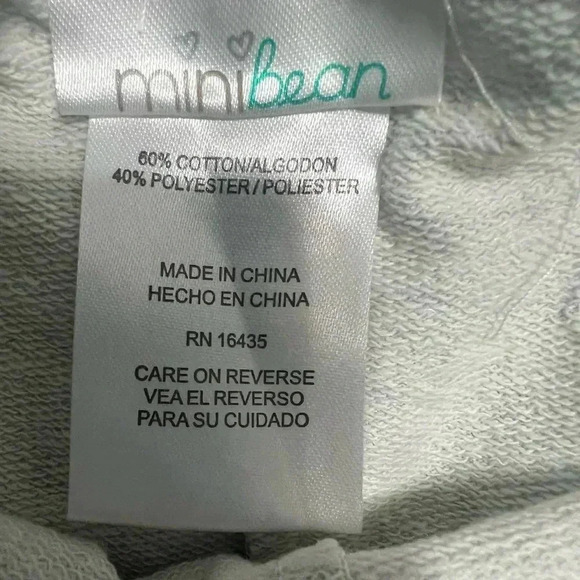 minibean
60% COTTON/ALGODON
40% POLYESTER/POLIESTER
MADE IN CHINA
HECHO EN CHINA
RN 16435
CARE ON REVERSE
VEA EL REVERSO
PARA SU CUIDADO